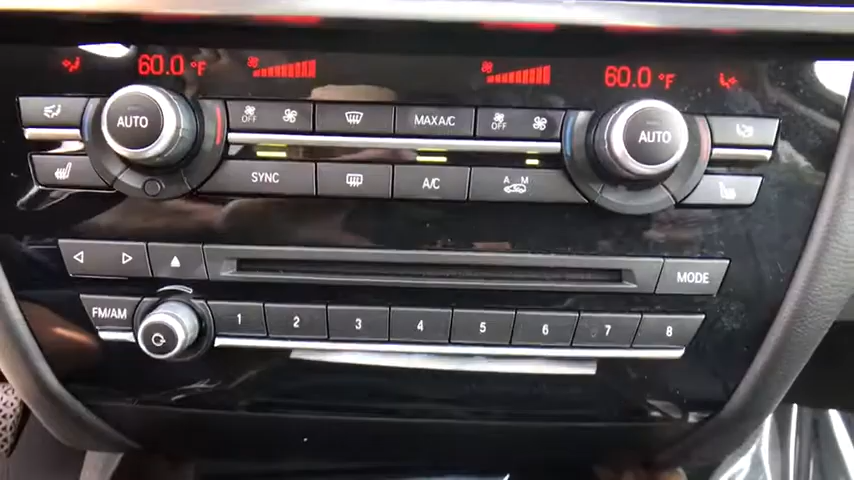 60.0 °F 60.0 °F
AUTO OFF MAX A/C OFF AUTO
SYNC A/C A M
MODE
FM/AM 1 2 3 4 5 6 7 8